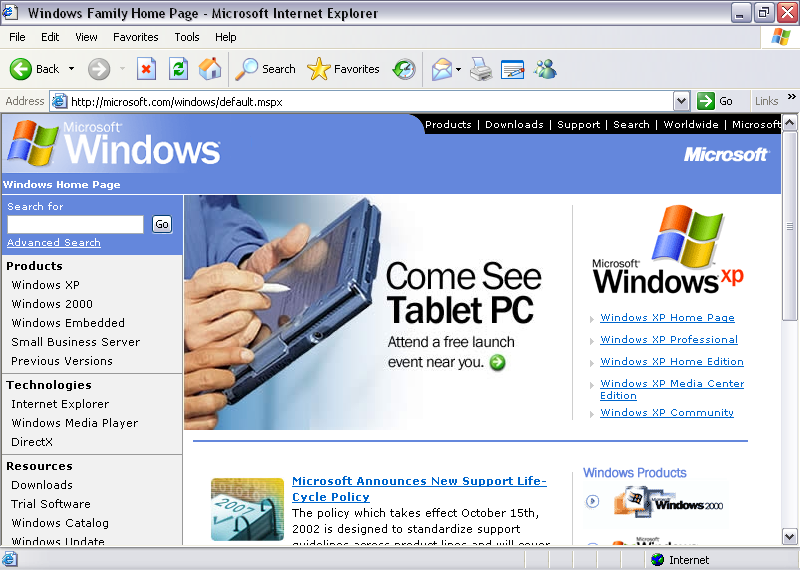 Windows Family Home Page - Microsoft Internet Explorer
File Edit View Favorites Tools Help
Back Search Favorites
Address http://microsoft.com/windows/default.mspx Go Links »
Products | Downloads | Support | Search | Worldwide | Microsoft
Microsoft
Windows
Microsoft
Windows Home Page
Search for
Go
Advanced Search
Products
Windows XP
Windows 2000
Windows Embedded
Small Business Server
Previous Versions
Technologies
Internet Explorer
Windows Media Player
DirectX
Resources
Downloads
Trial Software
Windows Catalog
Windows Update
Come See
Tablet PC
Attend a free launch
event near you.
Microsoft
Windows xp
Windows XP Home Page
Windows XP Professional
Windows XP Home Edition
Windows XP Media Center
Edition
Windows XP Community
2007
Microsoft Announces New Support Life-
Cycle Policy
The policy which takes effect October 15th,
2002 is designed to standardize support
guidelines across product lines and will cover
Windows Products
Windows 2000
Internet